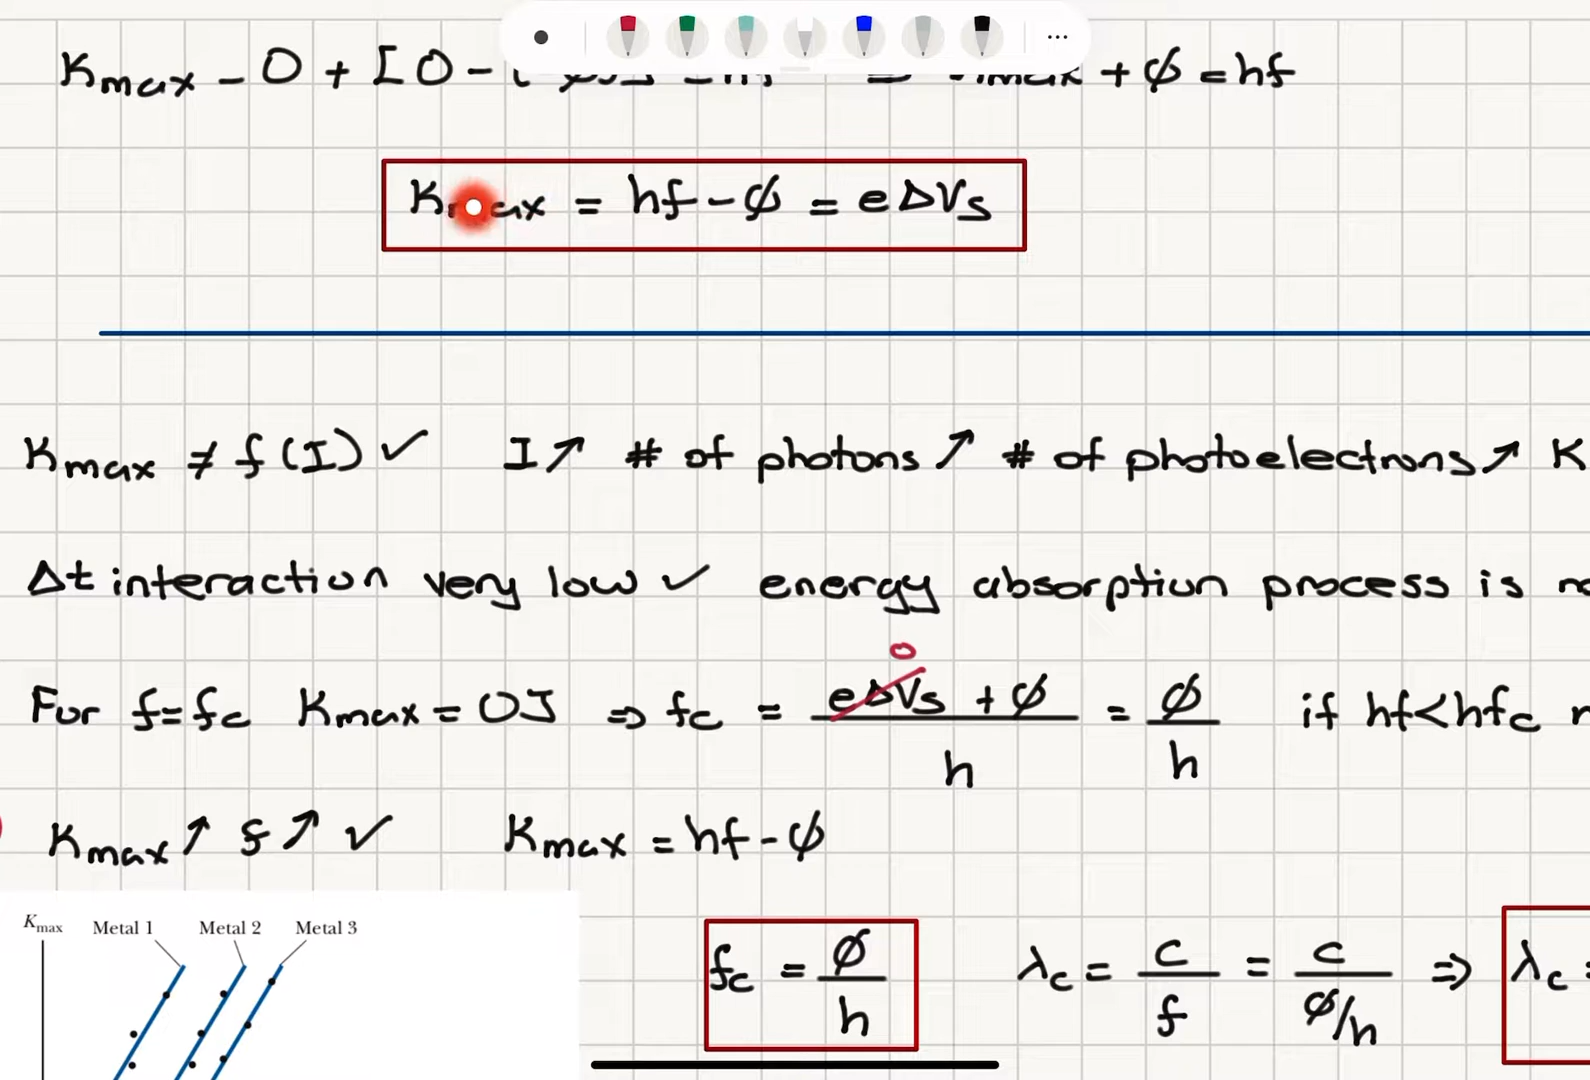 Kmax - 0 + [0 - + ϕ = hf
Kmax = hf - ϕ = eΔVs
Kmax ≠ f(I) ✓ I↗ # of photons ↗ # of photoelectrons ↗ K
Δt interaction very low ✓ energy absorption process is
0
For f=fc Kmax = 0J ⇒ fc = eΔVs + ϕ / h = ϕ / h if hf<hfc
Kmax ↗ f ↗ ✓ Kmax = hf - ϕ
Kmax Metal 1 Metal 2 Metal 3
fc = ϕ / h λc = c / f = c / ϕ/h ⇒ λc =